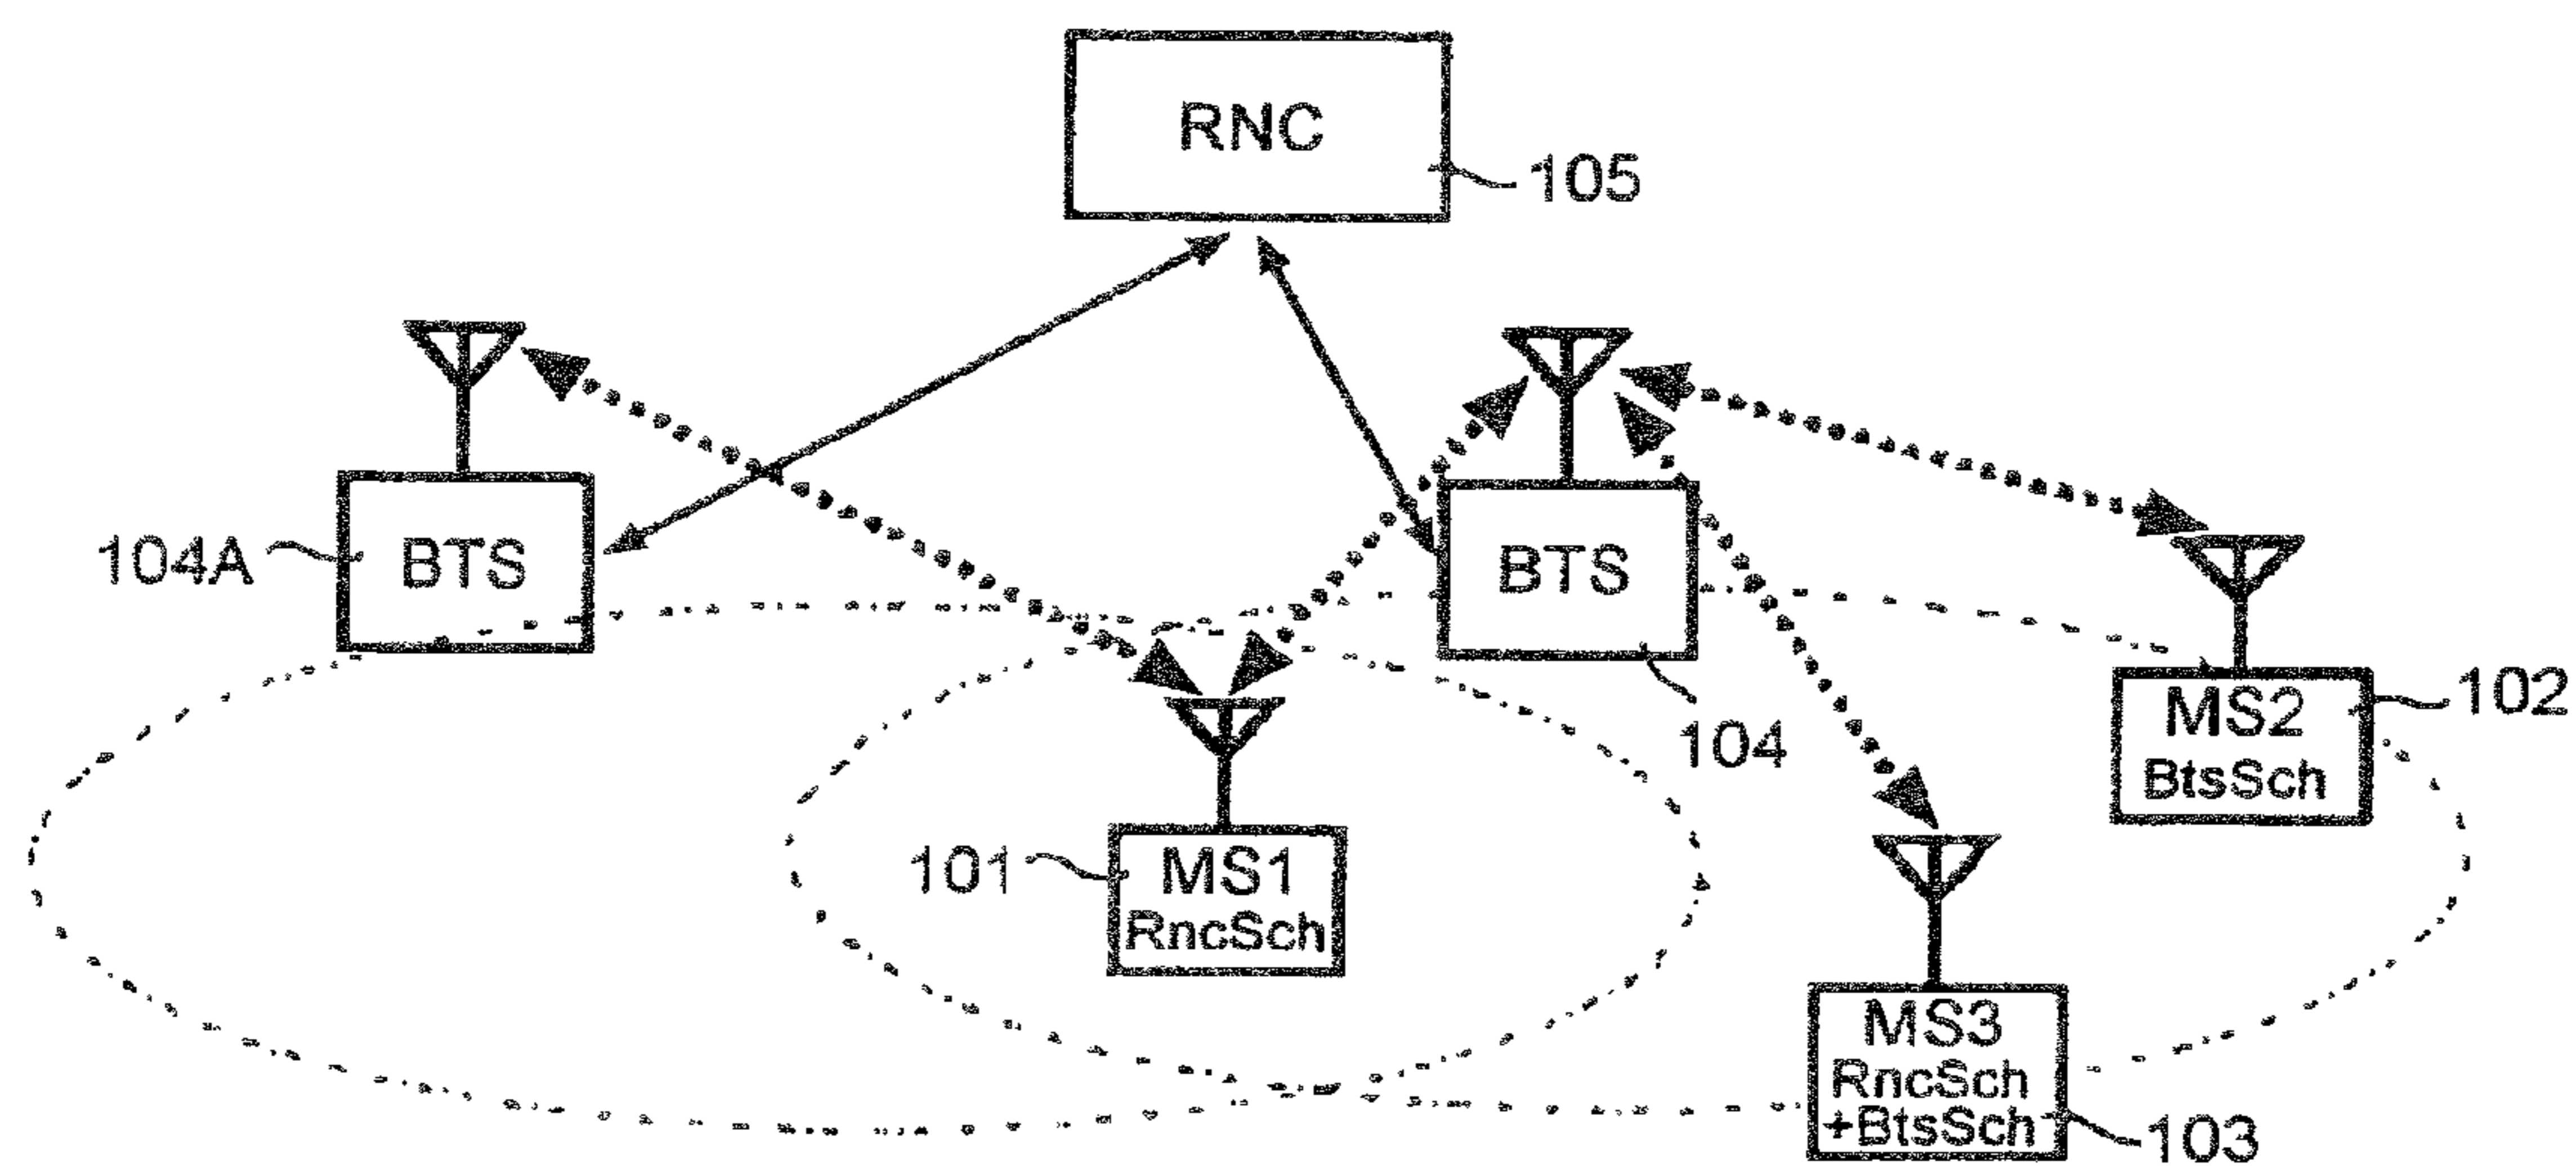 RNC
105
104A
BTS
BTS
104
MS2
BtsSch
102
101
MS1
RncSch
MS3
RncSch
+BtsSch
103